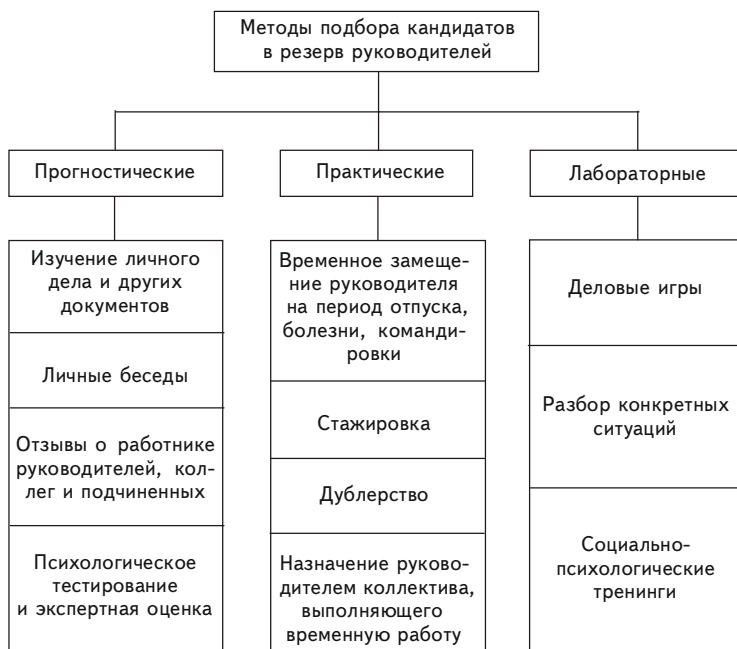 Методы подбора кандидатов
в резерв руководителей
Прогностические
Практические
Лабораторные
Изучение личного
дела и других
документов
Личные беседы
Отзывы о работнике
руководителей, кол-
лег и подчиненных
Психологическое
тестирование
и экспертная оценка
Временное замеще-
ние руководителя
на период отпуска,
болезни, команди-
ровки
Стажировка
Дублерство
Назначение руково-
дителем коллектива,
выполняющего
временную работу
Деловые игры
Разбор конкретных
ситуаций
Социально-
психологические
тренинги